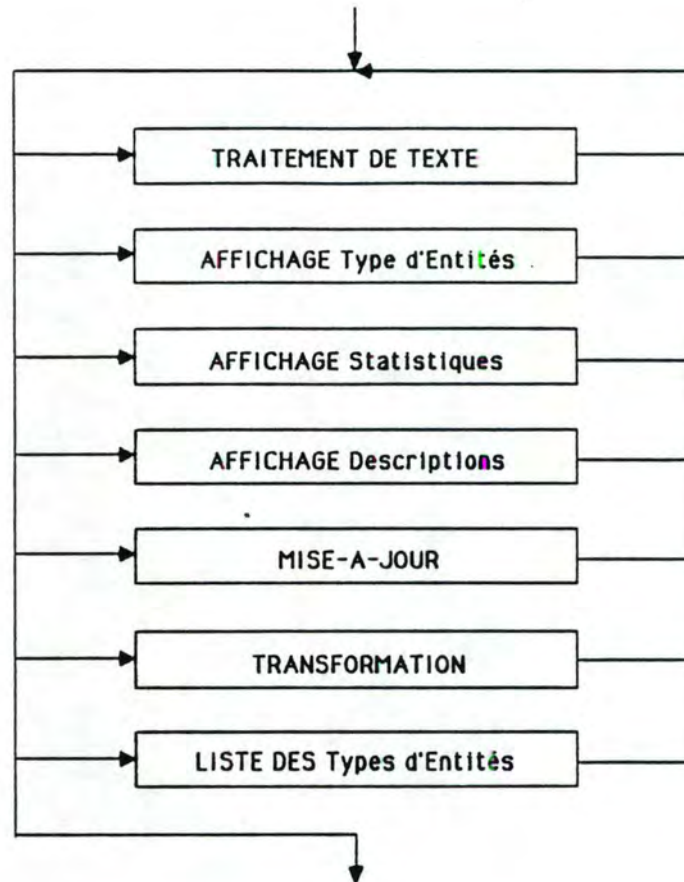 TRAITEMENT DE TEXTE
AFFICHAGE Type d'Entités
AFFICHAGE Statistiques
AFFICHAGE Descriptions
MISE-A-JOUR
TRANSFORMATION
LISTE DES Types d'Entités